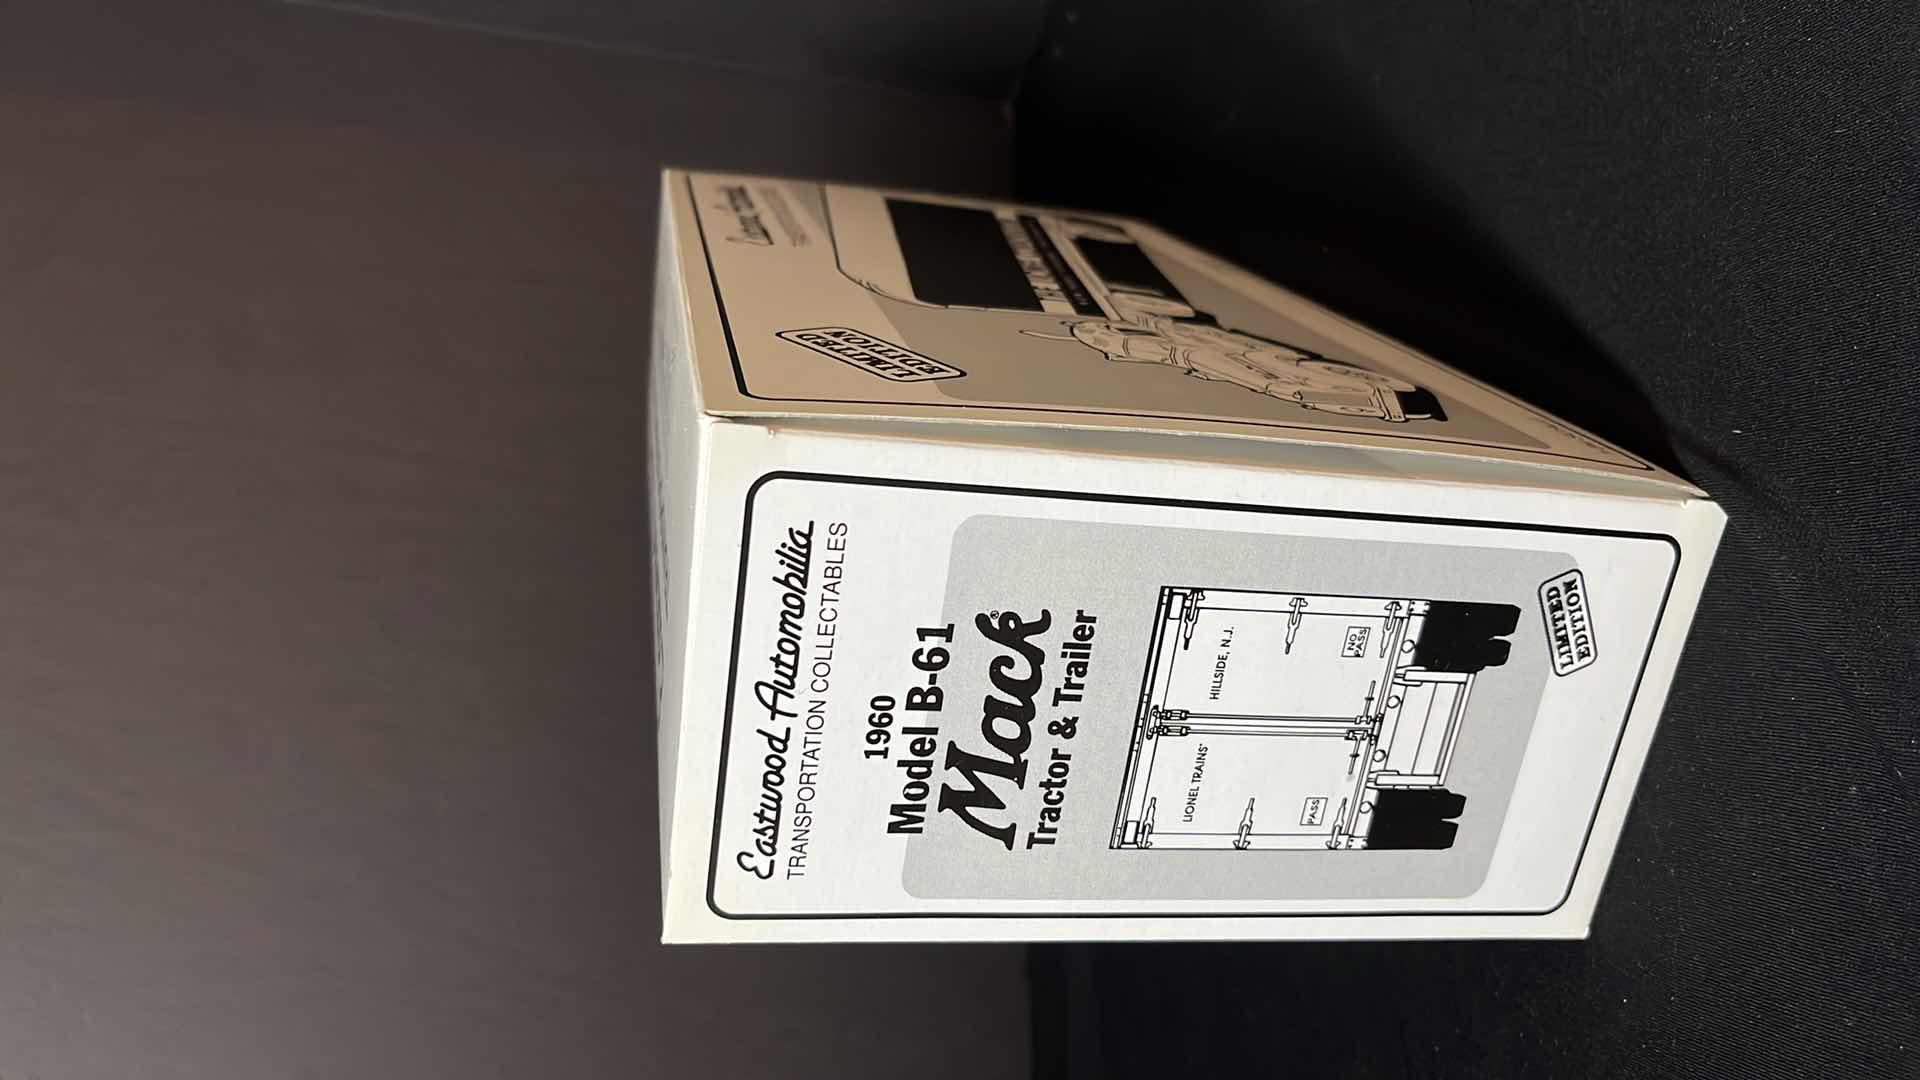 Eastwood Automobilia
TRANSPORTATION COLLECTABLES
1960
Model B-61
Mack®
Tractor & Trailer
LIONEL TRAINS™ HILLSIDE, N.J.
PASS
NO
PASS
LIMITED
EDITION
LIMITED
EDITION